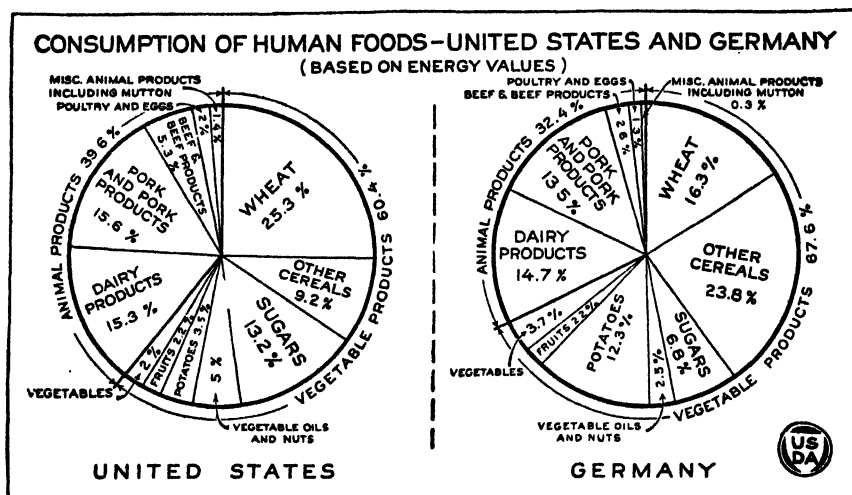 CONSUMPTION OF HUMAN FOODS-UNITED STATES AND GERMANY
(BASED ON ENERGY VALUES)
MISC. ANIMAL PRODUCTS
INCLUDING MUTTON
POULTRY AND EGGS
1.4%
2%
BEEF &
BEEF PRODUCTS
5.3%
ANIMAL PRODUCTS 39.6%
PORK
AND PORK
PRODUCTS
15.6 %
DAIRY
PRODUCTS
15.3%
WHEAT
25.3 %
OTHER
CEREALS
9.2%
SUGARS
13.2%
5%
POTATOES 3.5%
FRUITS 2.2%
2%
VEGETABLES
VEGETABLE OILS
AND NUTS
VEGETABLE PRODUCTS 60.4 %
UNITED STATES
POULTRY AND EGGS
BEEF & BEEF PRODUCTS
MISC. ANIMAL PRODUCTS
INCLUDING MUTTON
0.3 %
1.3%
2.6%
ANIMAL PRODUCTS 32.4%
PORK
AND PORK
PRODUCTS
13.5%
DAIRY
PRODUCTS
14.7%
WHEAT
16.3%
OTHER
CEREALS
23.8%
SUGARS
6.8%
2.5%
POTATOES
12.3%
FRUITS 2.2%
3.7%
VEGETABLES
VEGETABLE OILS
AND NUTS
VEGETABLE PRODUCTS 67.6 %
GERMANY
US
DA